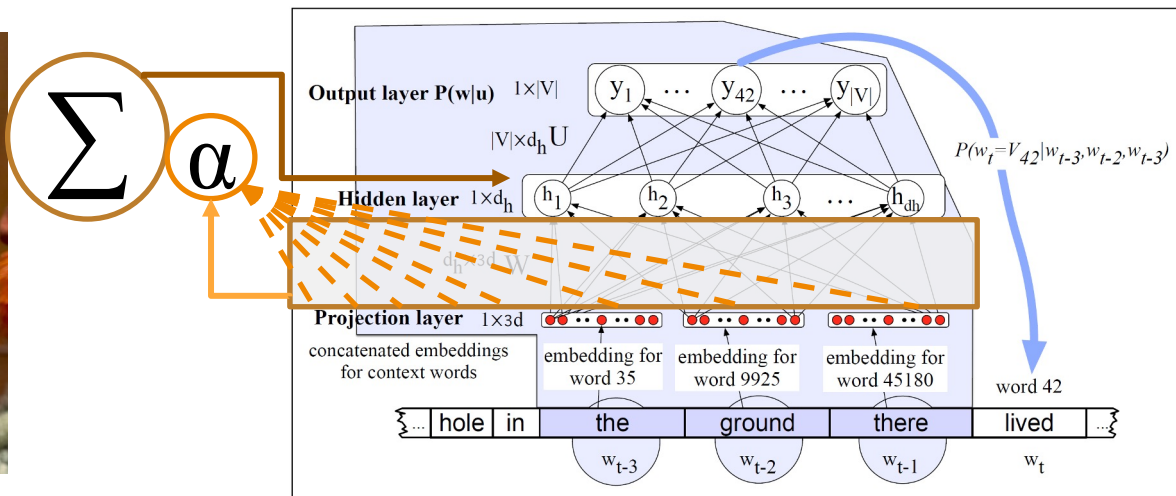 Σ
α
Output layer P(w|u) 1×|V|
y1 ... y42 ... y|V|
|V|×dh U
P(wt=V42|wt-3,wt-2,wt-3)
Hidden layer 1×dh
h1 h2 h3 ... hdh
dh×3d W
Projection layer 1×3d
concatenated embeddings
for context words
embedding for
word 35
embedding for
word 9925
embedding for
word 45180
word 42
... hole in the ground there lived ...
wt-3 wt-2 wt-1 wt